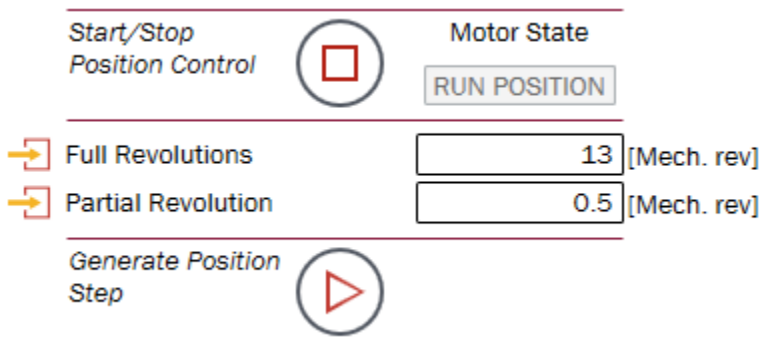 Start/Stop
Position Control
Motor State
RUN POSITION
Full Revolutions 13 [Mech. rev]
Partial Revolution 0.5 [Mech. rev]
Generate Position
Step